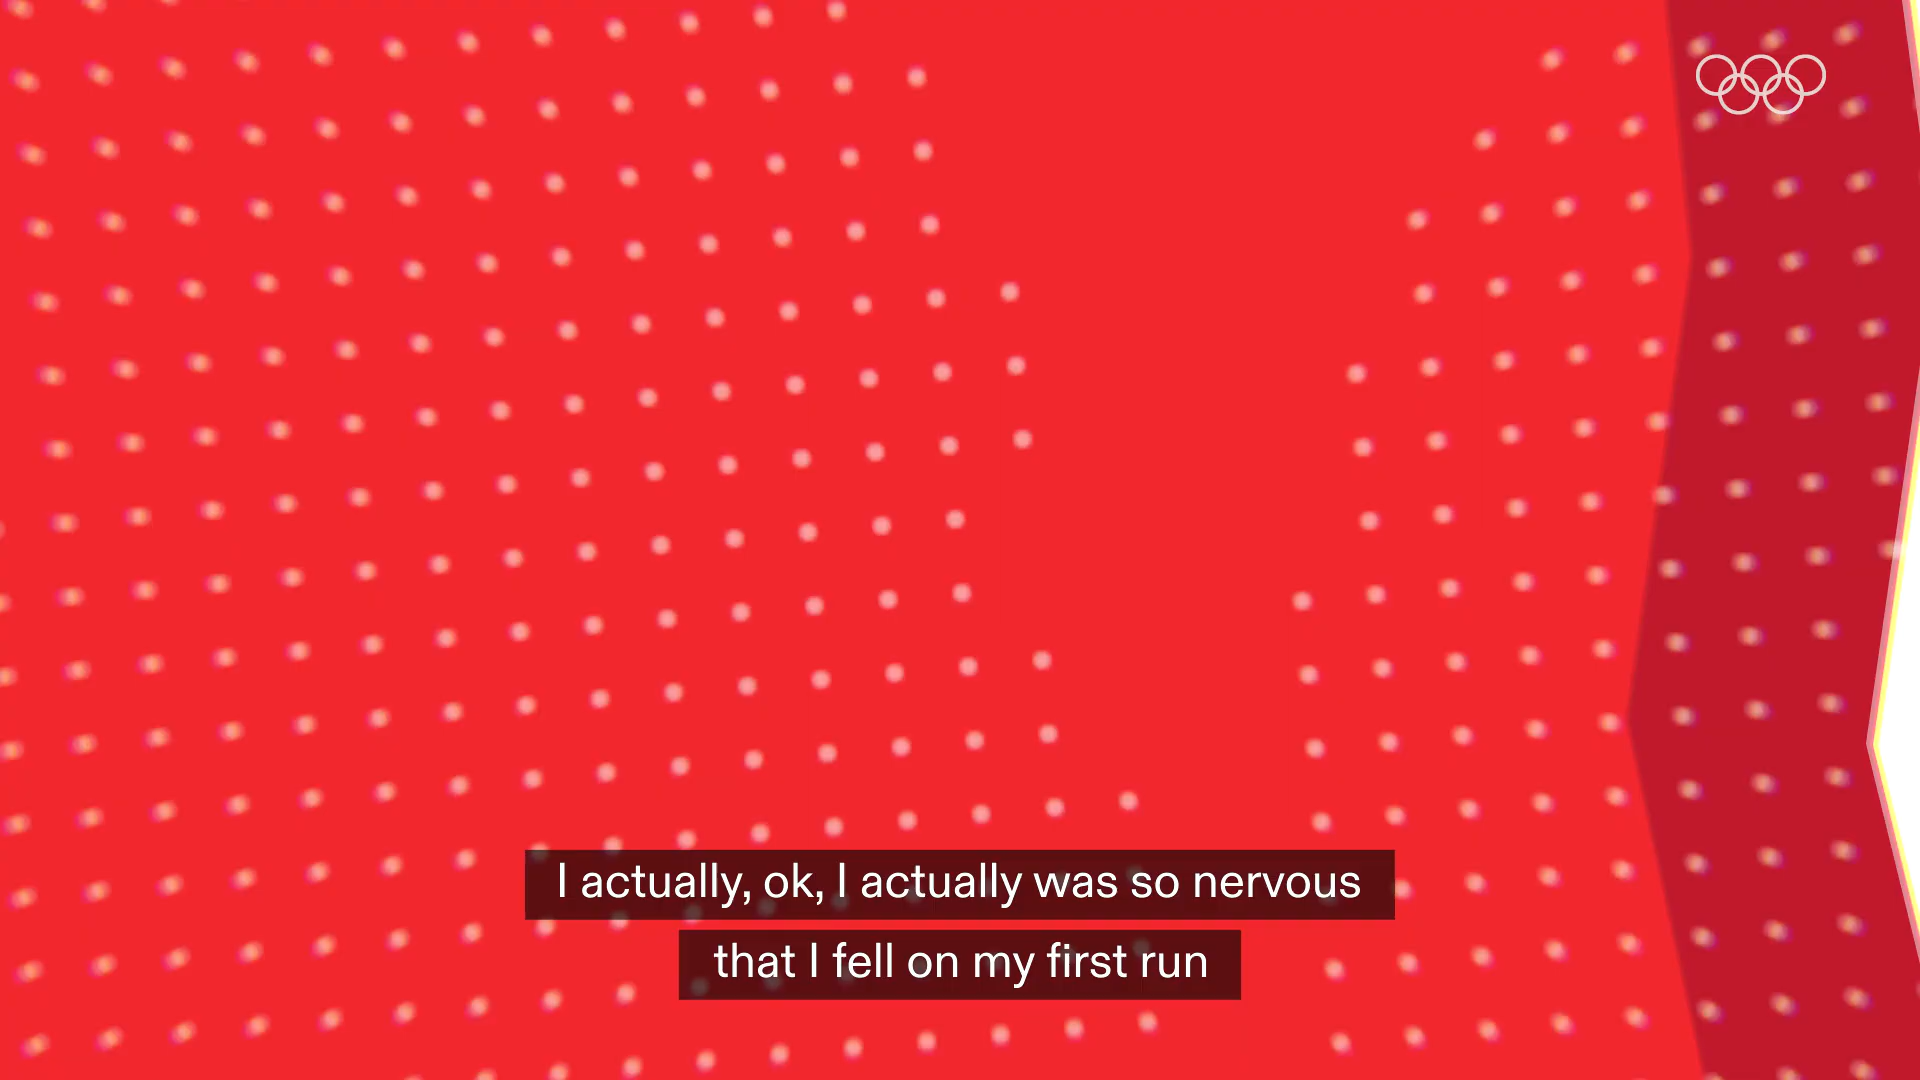 I actually, ok, I actually was so nervous
that I fell on my first run